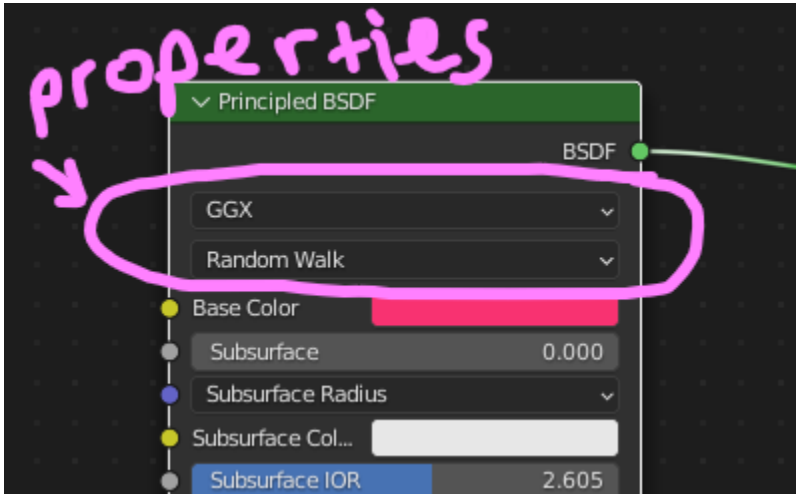 properties
Principled BSDF
BSDF
GGX
Random Walk
Base Color
Subsurface 0.000
Subsurface Radius
Subsurface Col...
Subsurface IOR 2.605